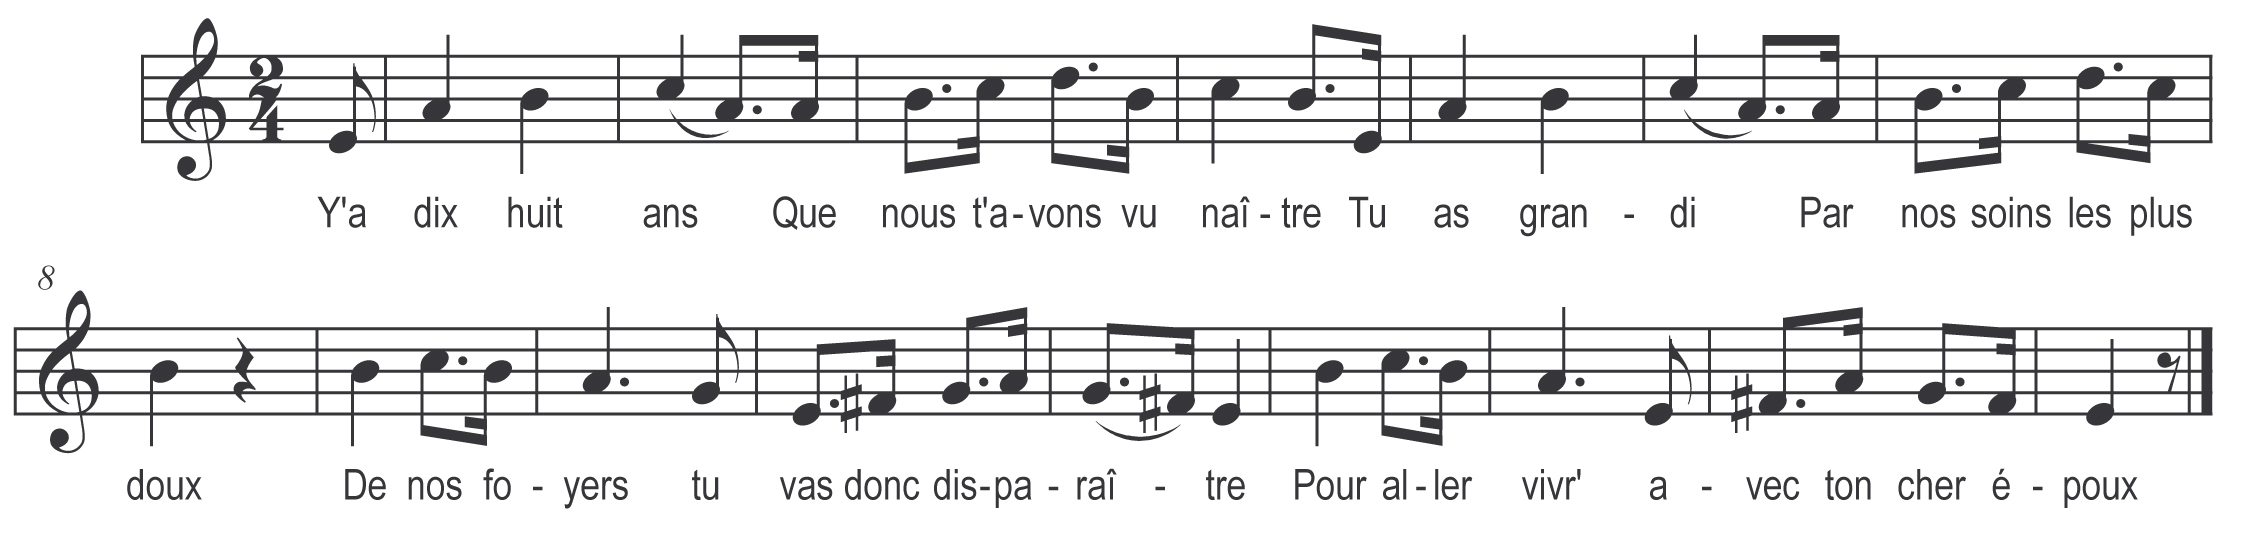 Y'a dix huit ans Que nous t'a-vons vu naî - tre Tu as gran - di Par nos soins les plus
8
doux De nos fo - yers tu vas donc dis-pa - raî - tre Pour al-ler vivr' a - vec ton cher é - poux